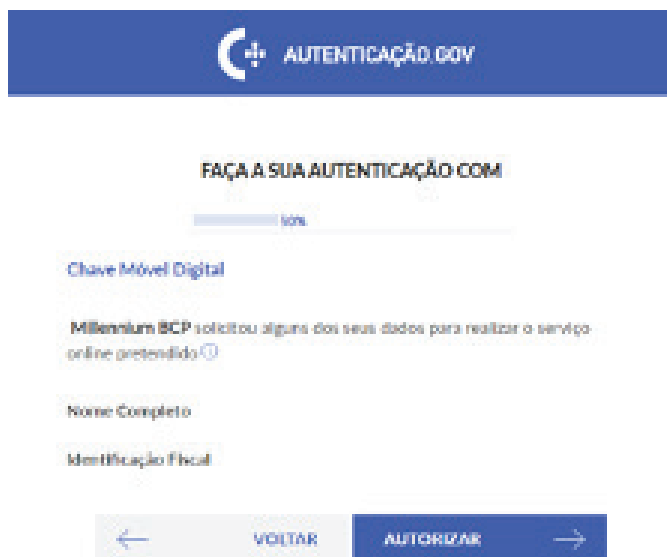 AUTENTICAÇÃO.GOV
FAÇA A SUA AUTENTICAÇÃO COM
Chave Móvel Digital
Millennium BCP solicitou alguns dos seus dados para realizar o serviço
online pretendido
Nome Completo
Identificação Fiscal
VOLTAR AUTORIZAR